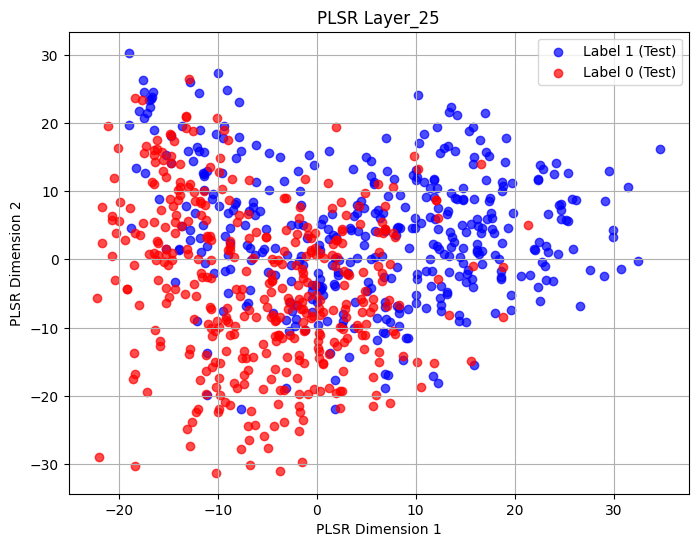 PLSR Layer_25
Label 1 (Test)
Label 0 (Test)
30
20
10
0
−10
−20
−30
PLSR Dimension 2
−20
−10
0
10
20
30
PLSR Dimension 1